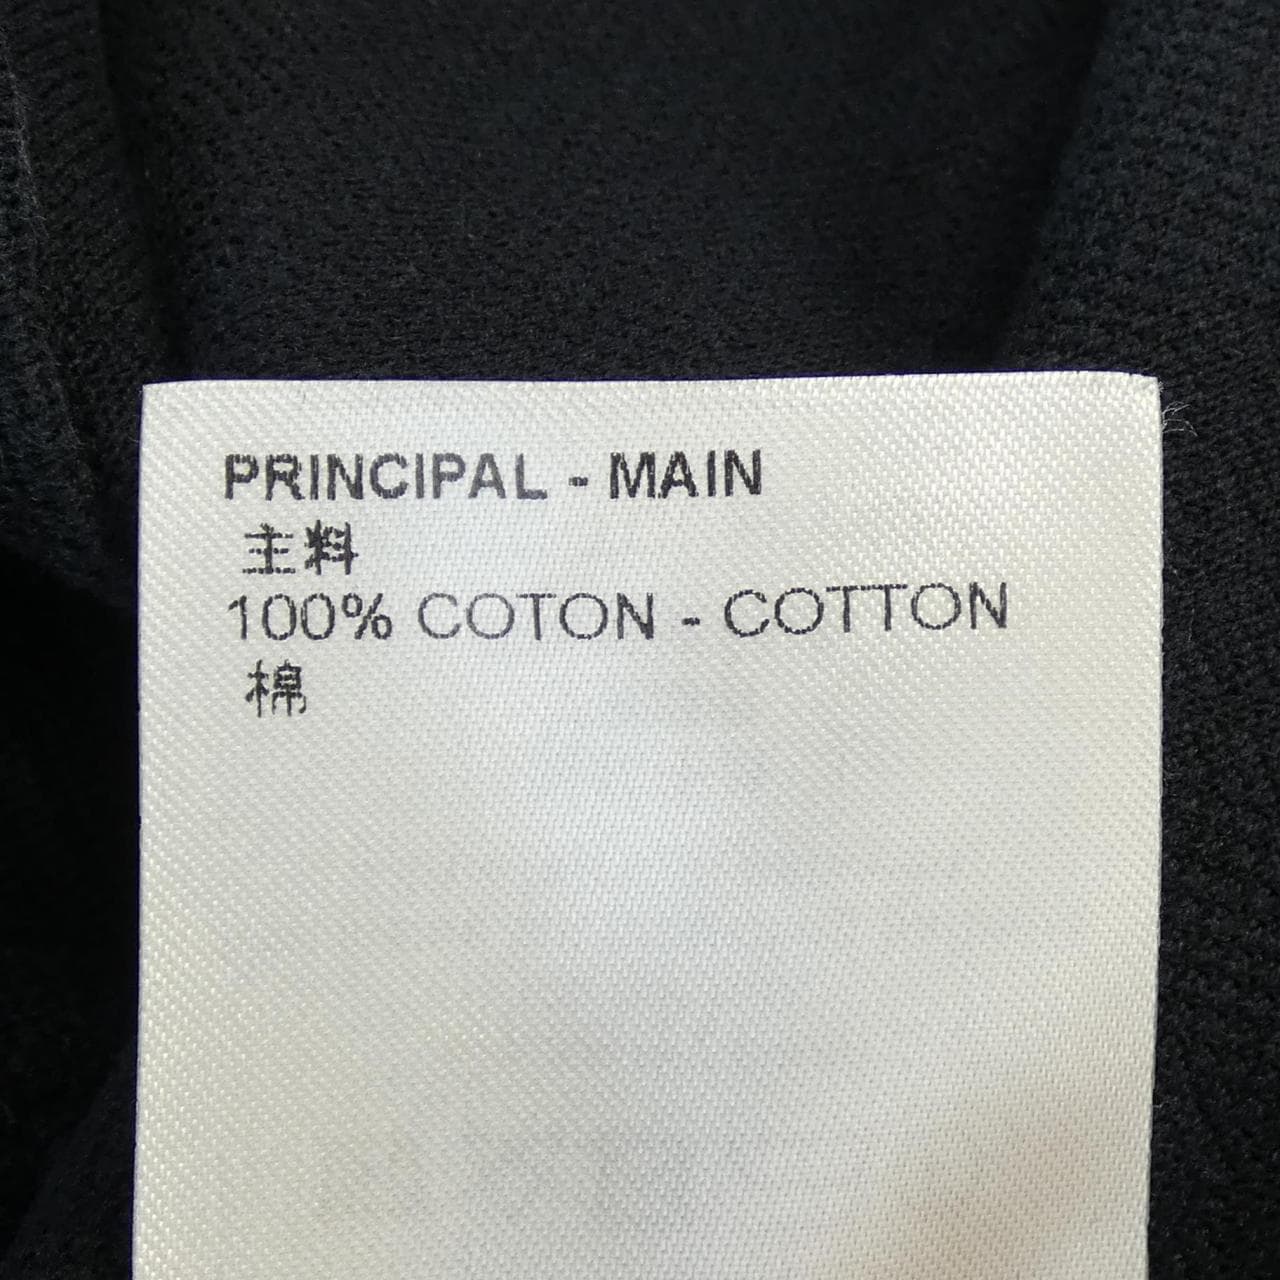 PRINCIPAL - MAIN
主料
100% COTON - COTTON
棉